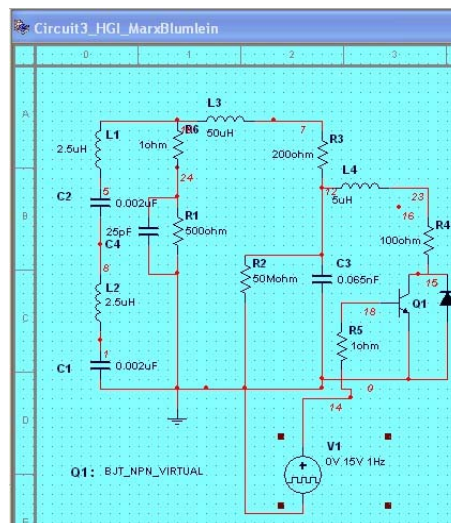 Circuit3_HGI_MarxBlumlein
0 1 2 3
A
B
C
D
L1
2.5uH
R6
1ohm
L3
50uH
7
R3
200ohm
24
5
C2
0.002uF
12
L4
5uH
23
16
25pF
C4
R1
500ohm
R4
100ohm
8
L2
2.5uH
R2
50Mohm
C3
0.065nF
15
18
Q1
R5
1ohm
1
C1
0.002uF
0
14
V1
0V 15V 1Hz
Q1: BJT_NPN_VIRTUAL